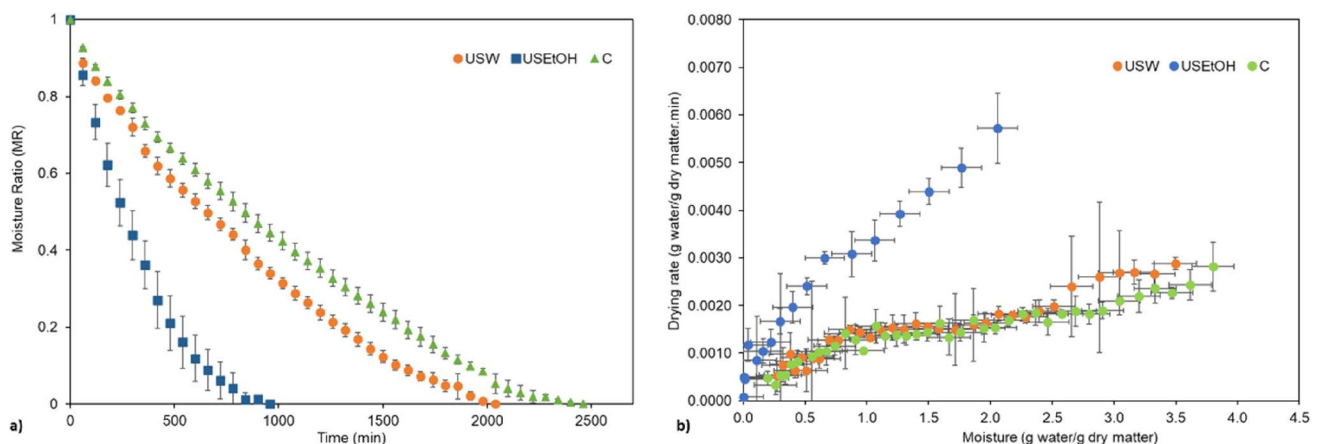 1
0.8
0.6
0.4
0.2
0
Moisture Ratio (MR)
USW USEtOH C
0 500 1000 1500 2000 2500
Time (min)
a)
0.0080
0.0070
0.0060
0.0050
0.0040
0.0030
0.0020
0.0010
0.0000
Drying rate (g water/g dry matter.min)
USW USEtOH C
0.0 0.5 1.0 1.5 2.0 2.5 3.0 3.5 4.0 4.5
Moisture (g water/g dry matter)
b)